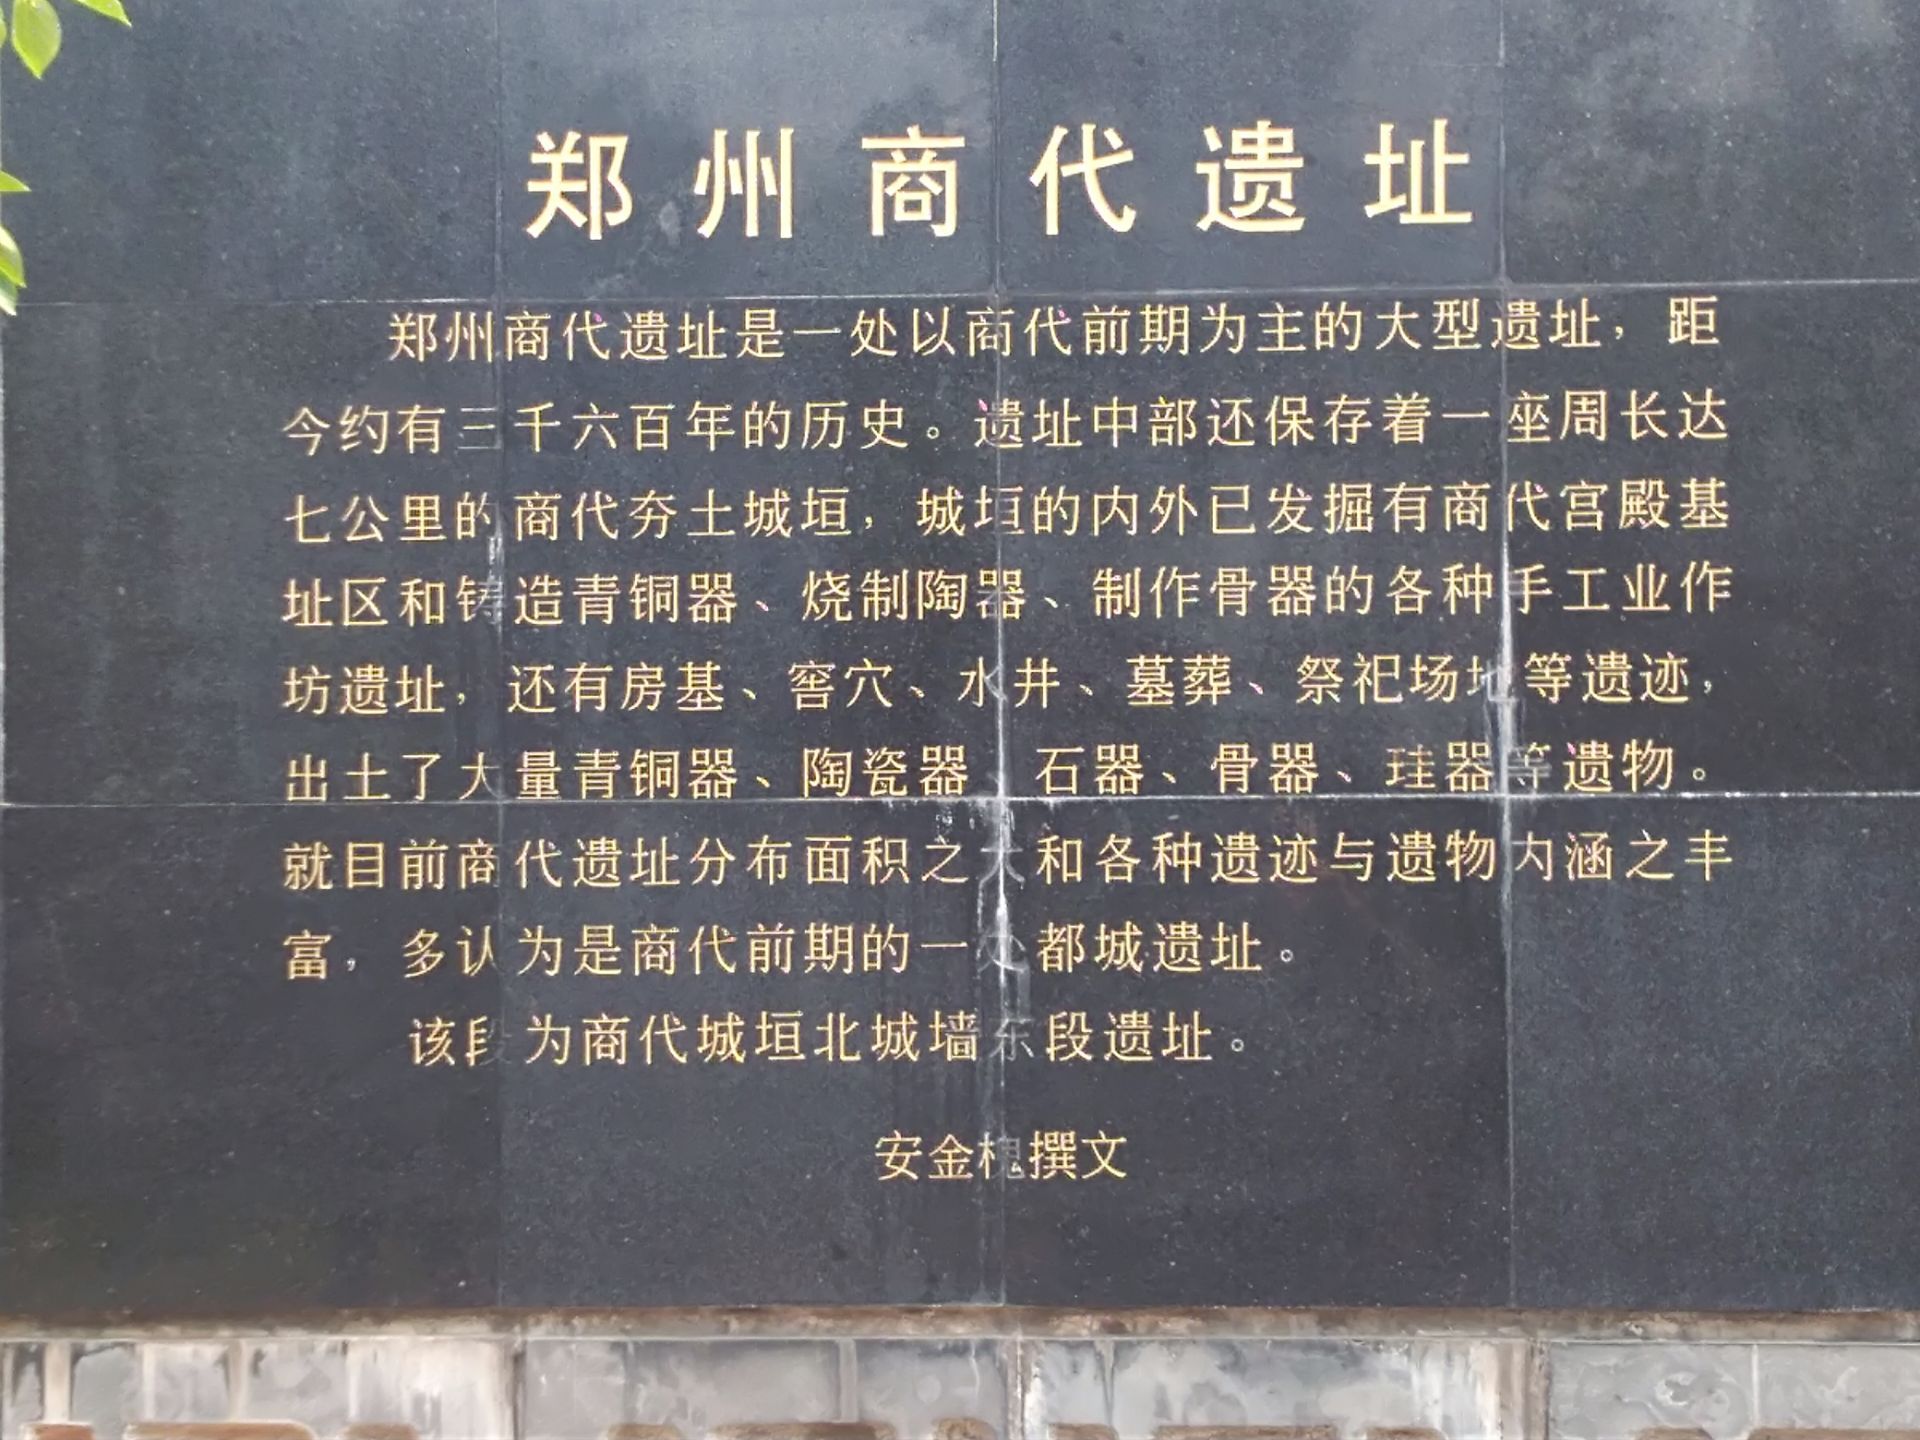 郑州商代遗址
郑州商代遗址是一处以商代前期为主的大型遗址，距
今约有三千六百年的历史。遗址中部还保存着一座周长达
七公里的商代夯土城垣，城垣的内外已发掘有商代宫殿基
址区和铸造青铜器、烧制陶器、制作骨器的各种手工业作
坊遗址，还有房基、窖穴、水井、墓葬、祭祀场地等遗迹，
出土了大量青铜器、陶瓷器、石器、骨器、珪器等遗物。
就目前商代遗址分布面积之大和各种遗迹与遗物内涵之丰
富，多认为是商代前期的一处都城遗址。
该段为商代城垣北城墙东段遗址。
安金槐撰文